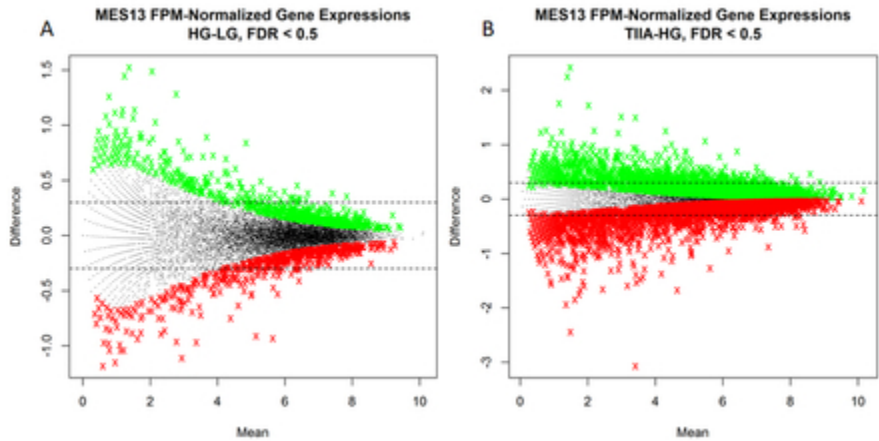 A
MES13 FPM-Normalized Gene Expressions
HG-LG, FDR < 0.5
Difference
1.5
1.0
0.5
0.0
-0.5
-1.0
0 2 4 6 8 10
Mean
B
MES13 FPM-Normalized Gene Expressions
TIIA-HG, FDR < 0.5
Difference
2
1
0
-1
-2
-3
0 2 4 6 8 10
Mean